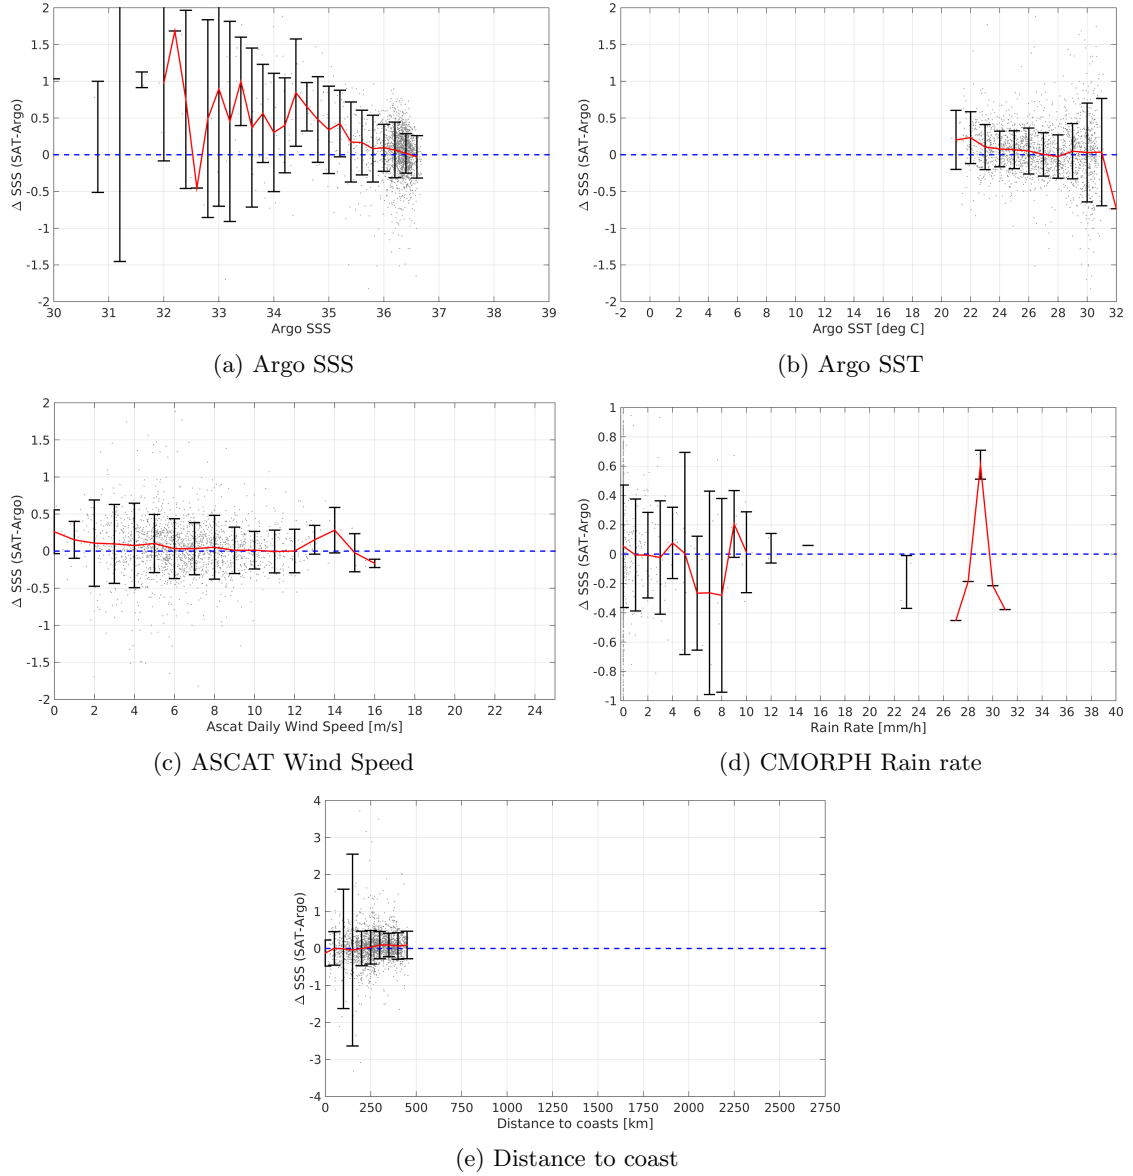 2
1.5
1
0.5
0
-0.5
-1
-1.5
-2
Δ SSS (SAT-Argo)
30 31 32 33 34 35 36 37 38 39
Argo SSS
(a) Argo SSS
2
1.5
1
0.5
0
-0.5
-1
-1.5
-2
Δ SSS (SAT-Argo)
-2 0 2 4 6 8 10 12 14 16 18 20 22 24 26 28 30 32
Argo SST [deg C]
(b) Argo SST
2
1.5
1
0.5
0
-0.5
-1
-1.5
-2
Δ SSS (SAT-Argo)
0 2 4 6 8 10 12 14 16 18 20 22 24
Ascat Daily Wind Speed [m/s]
(c) ASCAT Wind Speed
1
0.8
0.6
0.4
0.2
0
-0.2
-0.4
-0.6
-0.8
-1
Δ SSS (SAT-Argo)
0 2 4 6 8 10 12 14 16 18 20 22 24 26 28 30 32 34 36 38 40
Rain Rate [mm/h]
(d) CMORPH Rain rate
4
3
2
1
0
-1
-2
-3
-4
Δ SSS (SAT-Argo)
0 250 500 750 1000 1250 1500 1750 2000 2250 2500 2750
Distance to coasts [km]
(e) Distance to coast